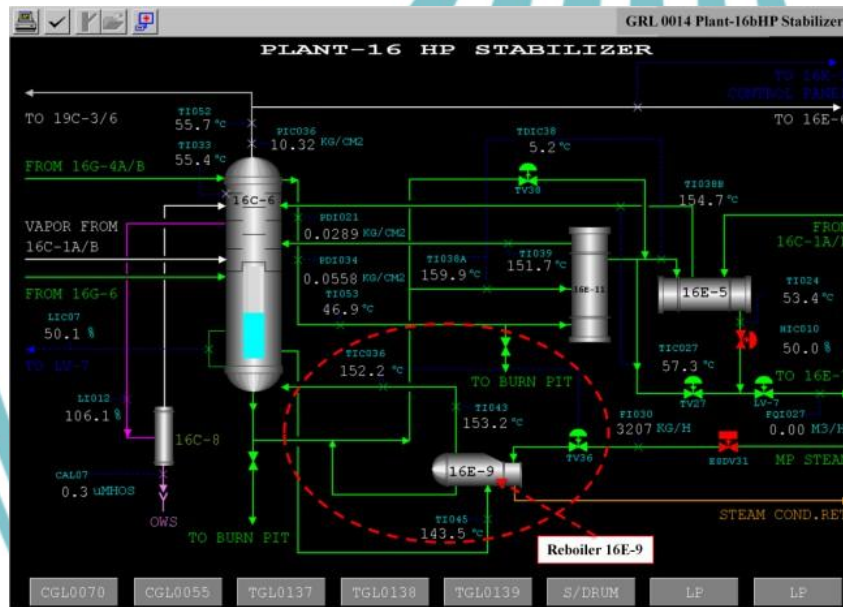 GRL 0014 Plant-16bHP Stabilizer
PLANT-16 HP STABILIZER
CONTROL PANE
TO 19C-3/6
TO 16E-6
TI052
55.7 °C
PIC036
10.32 KG/CM2
TDIC38
5.2 °C
TI033
55.4 °C
FROM 16G-4A/B
16C-6
TV38
TI038B
154.7 °C
VAPOR FROM
16C-1A/B
PDI021
0.0289 KG/CM2
FROM
16C-1A/B
PDI034
0.0558 KG/CM2
TI038A
159.9 °C
TI039
151.7 °C
16E-11
16E-5
TI024
53.4 °C
FROM 16G-6
TI053
46.9 °C
LIC07
50.1 %
HIC010
50.0 %
TO LV-7
TIC036
152.2 °C
TO BURN PIT
TIC027
57.3 °C
TO 16E-7
TV27
LV-7
LI012
106.1 %
TI043
153.2 °C
FI030
3207 KG/H
FQI027
0.00 M3/H
16C-8
TV36
E8DV31
MP STEAM
16E-9
CAL07
0.3 uMHOS
OWS
TO BURN PIT
TI045
143.5 °C
STEAM COND.RET
Reboiler 16E-9
CGL0070 CGL0055 TGL0137 TGL0138 TGL0139 S/DRUM LP LP